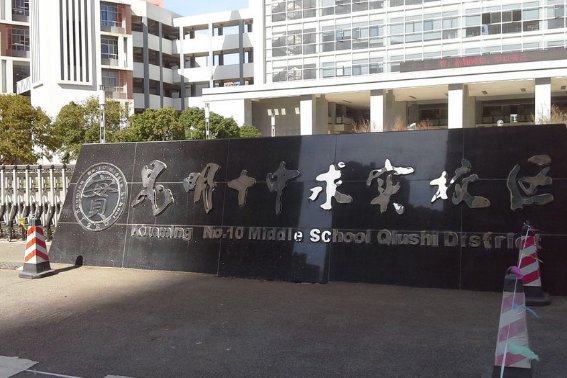 昆明十中求实校区
Kunming No.10 Middle School Qiushi District